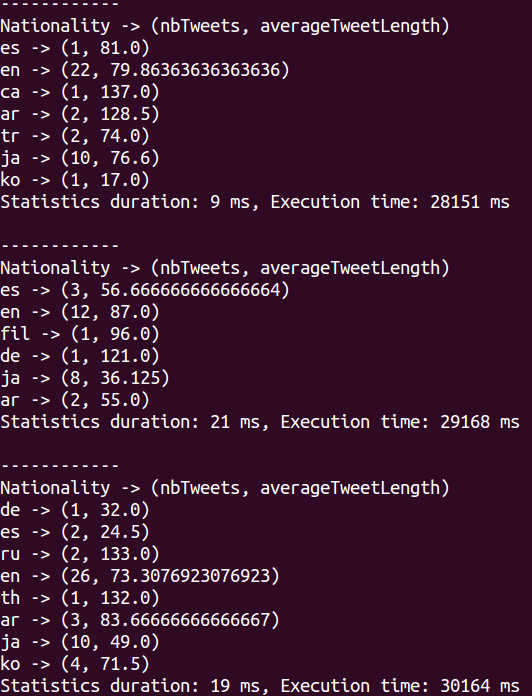 ------------
Nationality -> (nbTweets, averageTweetLength)
es -> (1, 81.0)
en -> (22, 79.86363636363636)
ca -> (1, 137.0)
ar -> (2, 128.5)
tr -> (2, 74.0)
ja -> (10, 76.6)
ko -> (1, 17.0)
Statistics duration: 9 ms, Execution time: 28151 ms
------------
Nationality -> (nbTweets, averageTweetLength)
es -> (3, 56.666666666666664)
en -> (12, 87.0)
fil -> (1, 96.0)
de -> (1, 121.0)
ja -> (8, 36.125)
ar -> (2, 55.0)
Statistics duration: 21 ms, Execution time: 29168 ms
------------
Nationality -> (nbTweets, averageTweetLength)
de -> (1, 32.0)
es -> (2, 24.5)
ru -> (2, 133.0)
en -> (26, 73.3076923076923)
th -> (1, 132.0)
ar -> (3, 83.66666666666667)
ja -> (10, 49.0)
ko -> (4, 71.5)
Statistics duration: 19 ms, Execution time: 30164 ms